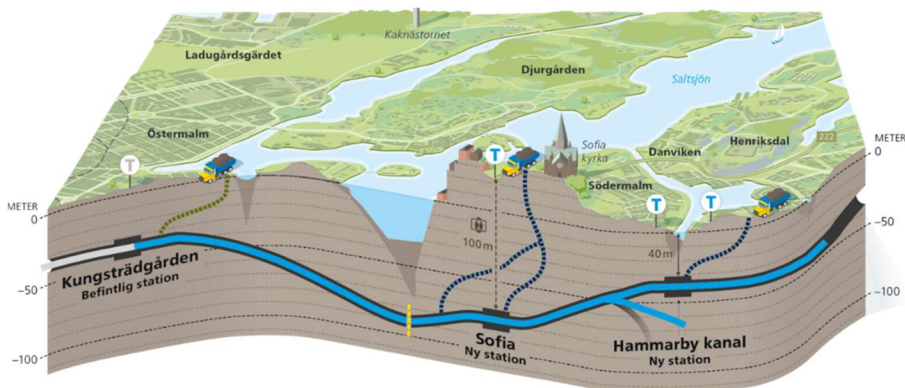 Kaknästornet
Ladugårdsgärdet
Djurgården
Saltsjön
Östermalm
Sofia
kyrka
Danviken
Henriksdal
222
METER
0
T
T
Södermalm
T
T
METER
0
−50
100 m
40 m
Kungsträdgården
Befintlig station
−50
−100
Sofia
Ny station
Hammarby kanal
Ny station
−100